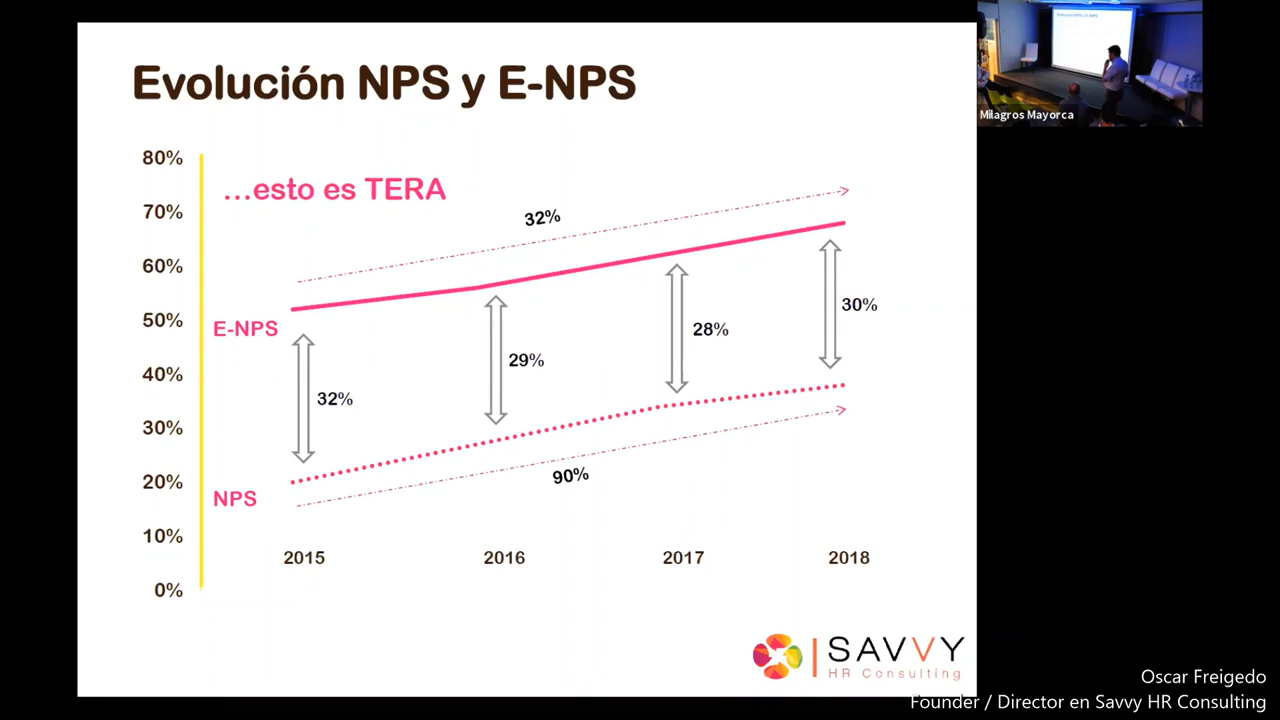 Evolución NPS y E-NPS
80%
...esto es TERA
70%
32%
60%
50%
E-NPS
30%
28%
29%
40%
32%
30%
20%
NPS
90%
10%
2015
2016
2017
2018
0%
SAVVY
HR Consulting
Milagros Mayorca
Oscar Freigedo
Founder / Director en Savvy HR Consulting